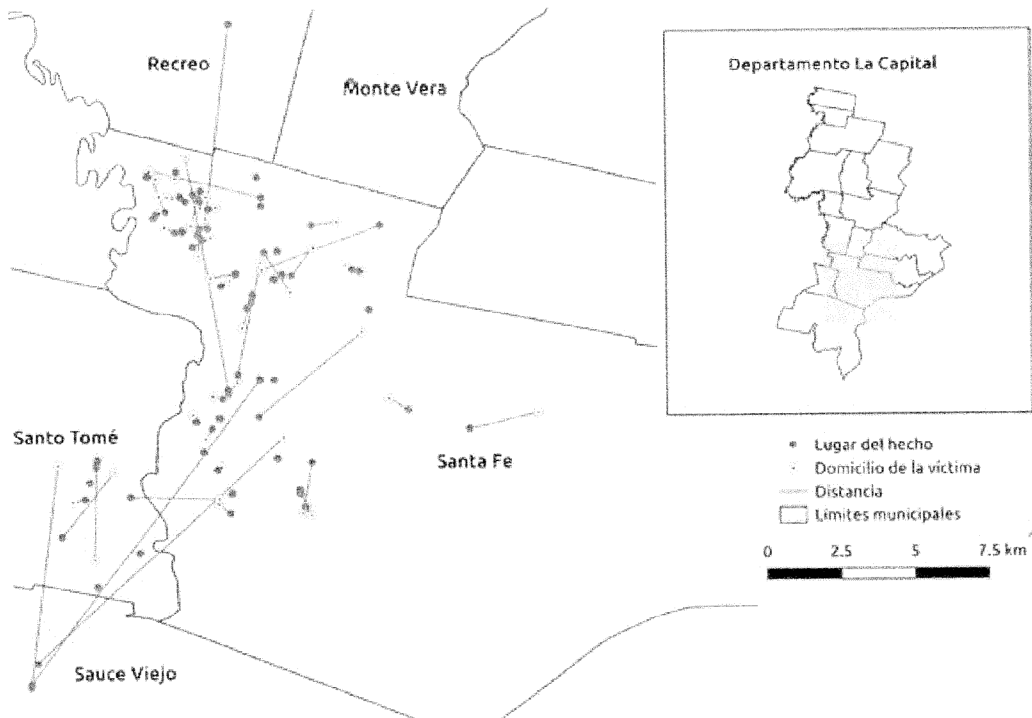 Recreo
Monte Vera
Departamento La Capital
Santo Tomé
Santa Fe
Lugar del hecho
Domicilio de la víctima
Distancia
Límites municipales
0 2.5 5 7.5 km
Sauce Viejo